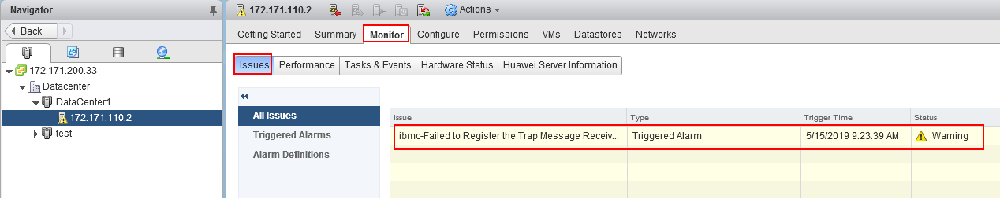 Navigator
Back
172.171.200.33
Datacenter
DataCenter1
172.171.110.2
test
172.171.110.2 Actions
Getting Started Summary Monitor Configure Permissions VMs Datastores Networks
Issues Performance Tasks & Events Hardware Status Huawei Server Information
All Issues
Triggered Alarms
Alarm Definitions
Issue Type Trigger Time Status
ibmc-Failed to Register the Trap Message Receiv... Triggered Alarm 5/15/2019 9:23:39 AM Warning